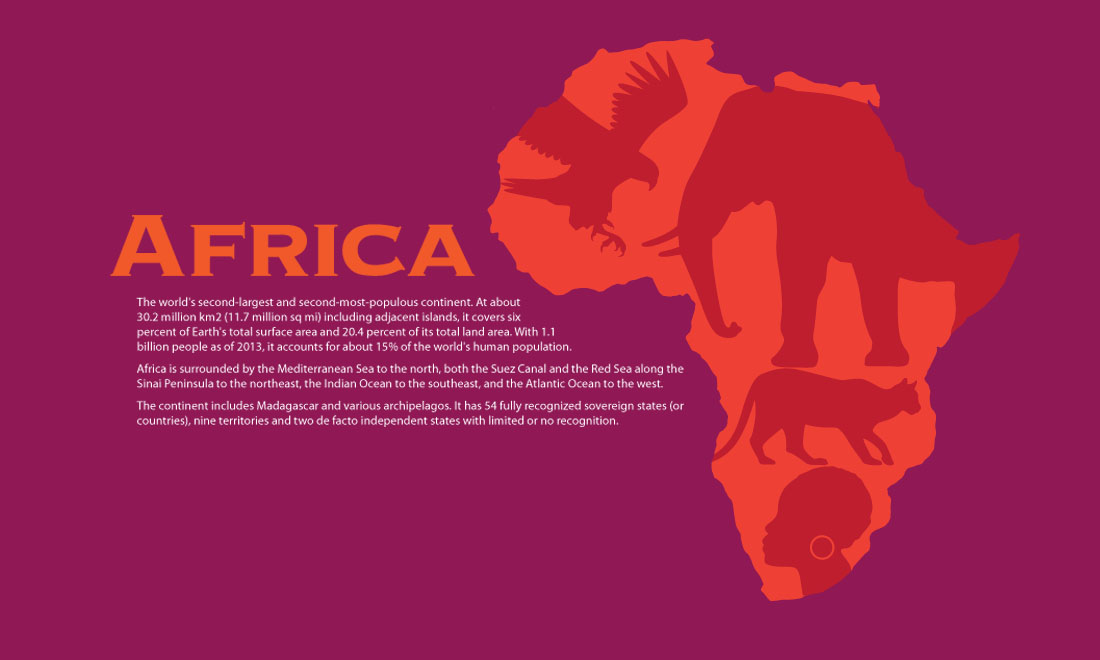 AFRICA
The world's second-largest and second-most-populous continent. At about
30.2 million km2 (11.7 million sq mi) including adjacent islands, it covers six
percent of Earth's total surface area and 20.4 percent of its total land area. With 1.1
billion people as of 2013, it accounts for about 15% of the world's human population.
Africa is surrounded by the Mediterranean Sea to the north, both the Suez Canal and the Red Sea along the
Sinai Peninsula to the northeast, the Indian Ocean to the southeast, and the Atlantic Ocean to the west.
The continent includes Madagascar and various archipelagos. It has 54 fully recognized sovereign states (or
countries), nine territories and two de facto independent states with limited or no recognition.